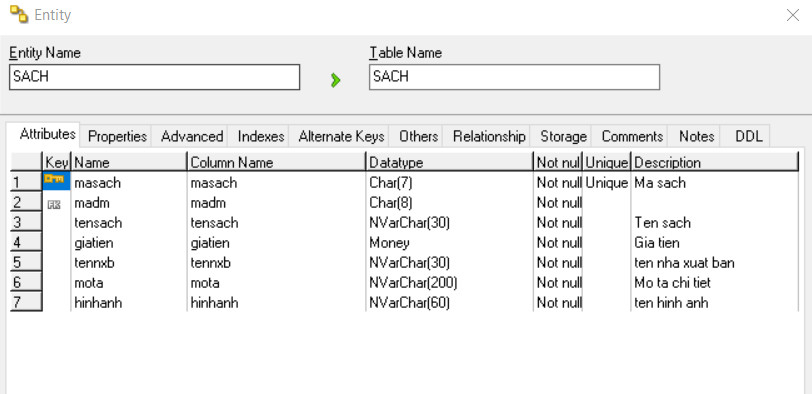 Entity
Entity Name Table Name
SACH SACH
Attributes Properties Advanced Indexes Alternate Keys Others Relationship Storage Comments Notes DDL
Key Name Column Name Datatype Not null Unique Description
1 masach masach Char(7) Not null Unique Ma sach
2 FK madm madm Char(8) Not null
3 tensach tensach NVarChar(30) Not null Ten sach
4 giatien giatien Money Not null Gia tien
5 tennxb tennxb NVarChar(30) Not null ten nha xuat ban
6 mota mota NVarChar(200) Not null Mo ta chi tiet
7 hinhanh hinhanh NVarChar(60) Not null ten hinh anh